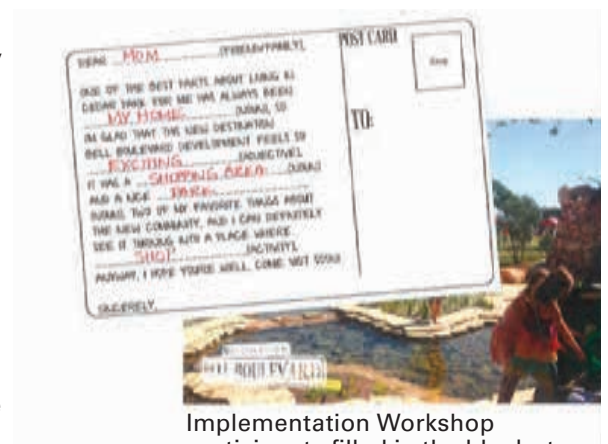 DEAR MOM (FRIEND/FAMILY),
ONE OF THE BEST PARTS ABOUT LIVING IN
CEDAR PARK FOR ME HAS ALWAYS BEEN
MY HOME (NOUN), SO
I'M GLAD THAT THE NEW DESTINATION
BELL BOULEVARD DEVELOPMENT FEELS SO
EXCITING (ADJECTIVE).
IT HAS A SHOPPING AREA (NOUN)
AND A NICE PARK
(NOUN), TWO OF MY FAVORITE THINGS ABOUT
THE NEW COMMUNITY, AND I CAN DEFINITELY
SEE IT TURNING INTO A PLACE WHERE
SHOP (ACTIVITY).
ANYWAY, I HOPE YOU'RE WELL. COME VISIT SOON!
SINCERELY,
POST CARD
TO:
BELL BOULEVARD
Implementation Workshop